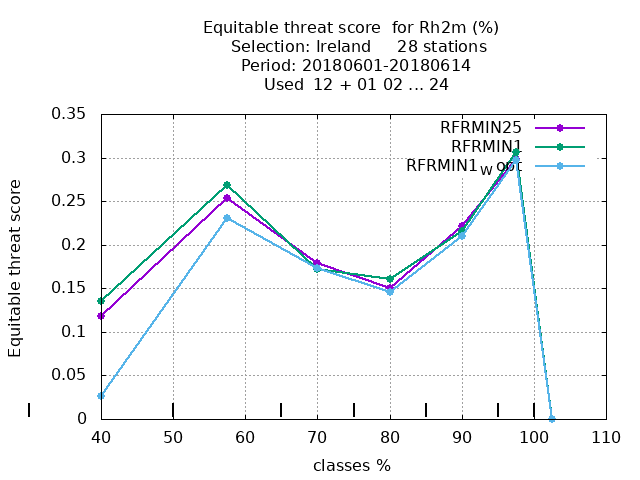 Equitable threat score for Rh2m (%)
Selection: Ireland 28 stations
Period: 20180601-20180614
Used 12 + 01 02 ... 24
RFRMIN25
RFRMIN1
RFRMIN1W opt
0.35
0.3
0.25
0.2
0.15
0.1
0.05
0
Equitable threat score
40 50 60 70 80 90 100 110
classes %